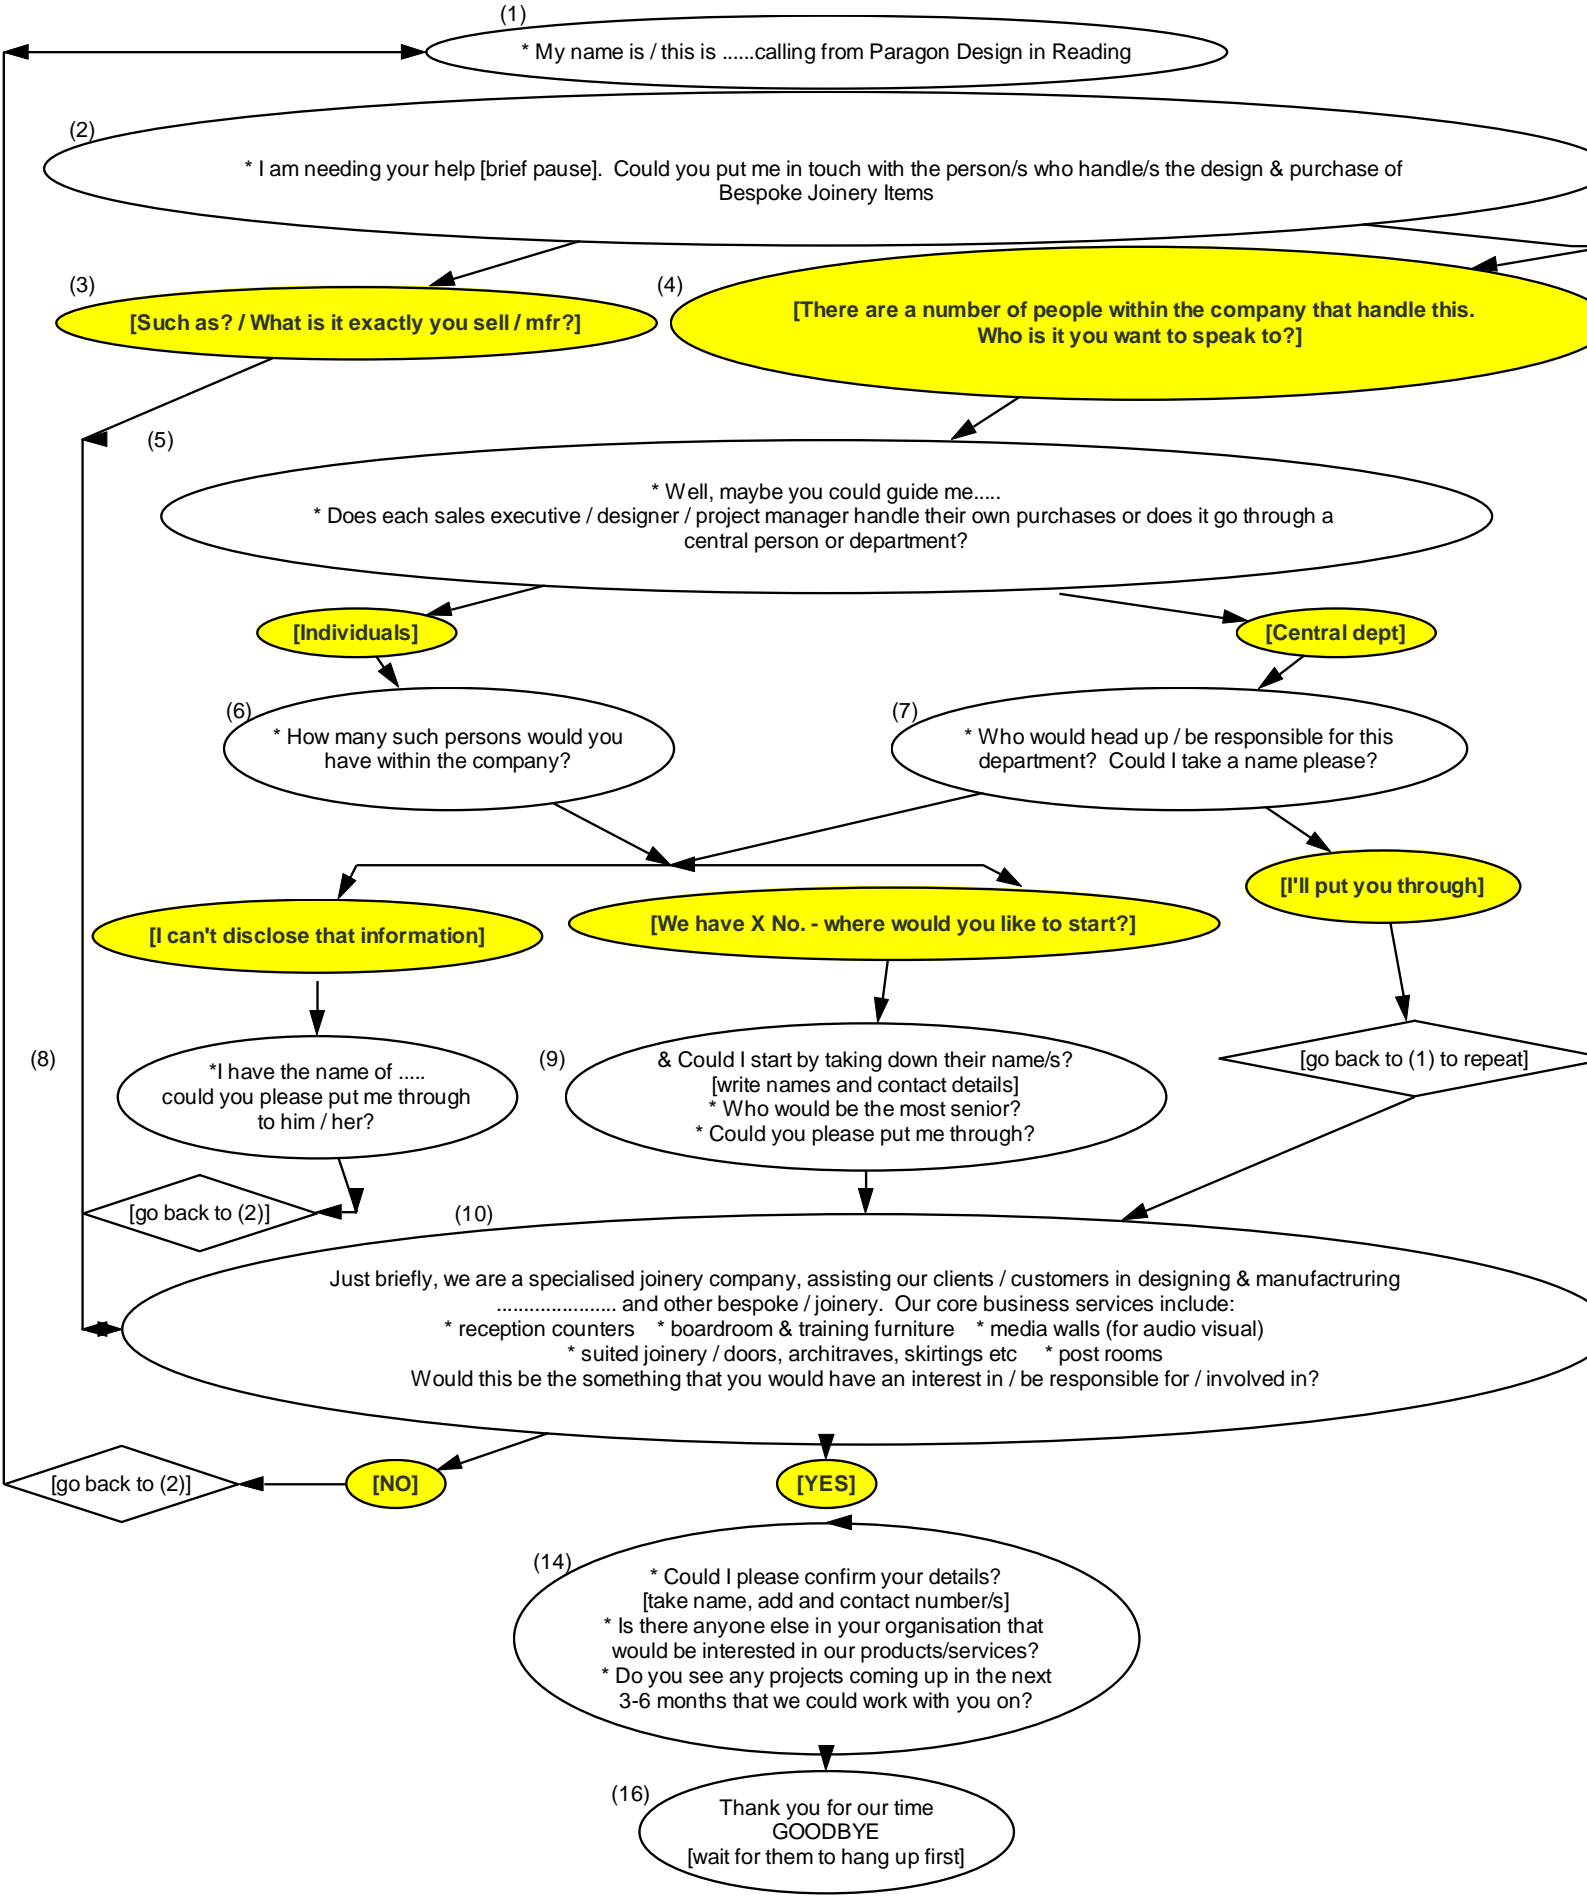 (1)
* My name is / this is ......calling from Paragon Design in Reading
(2)
* I am needing your help [brief pause].  Could you put me in touch with the person/s who handle/s the design & purchase of
Bespoke Joinery Items
(3)
[Such as? / What is it exactly you sell / mfr?]
(4)
[There are a number of people within the company that handle this.
Who is it you want to speak to?]
(5)
* Well, maybe you could guide me.....
* Does each sales executive / designer / project manager handle their own purchases or does it go through a
central person or department?
[Individuals]
[Central dept]
(6)
* How many such persons would you
have within the company?
(7)
* Who would head up / be responsible for this
department?  Could I take a name please?
[I can't disclose that information]
[We have X No. - where would you like to start?]
[I'll put you through]
(8)
*I have the name of .....
could you please put me through
to him / her?
(9)
& Could I start by taking down their name/s?
[write names and contact details]
* Who would be the most senior?
* Could you please put me through?
[go back to (1) to repeat]
[go back to (2)]
(10)
Just briefly, we are a specialised joinery company, assisting our clients / customers in designing & manufactruring
...................... and other bespoke / joinery.  Our core business services include:
* reception counters    * boardroom & training furniture    * media walls (for audio visual)
* suited joinery / doors, architraves, skirtings etc     * post rooms
Would this be the something that you would have an interest in / be responsible for / involved in?
[go back to (2)]
[NO]
[YES]
(14)
* Could I please confirm your details?
[take name, add and contact number/s]
* Is there anyone else in your organisation that
would be interested in our products/services?
* Do you see any projects coming up in the next
3-6 months that we could work with you on?
(16)
Thank you for our time
GOODBYE
[wait for them to hang up first]